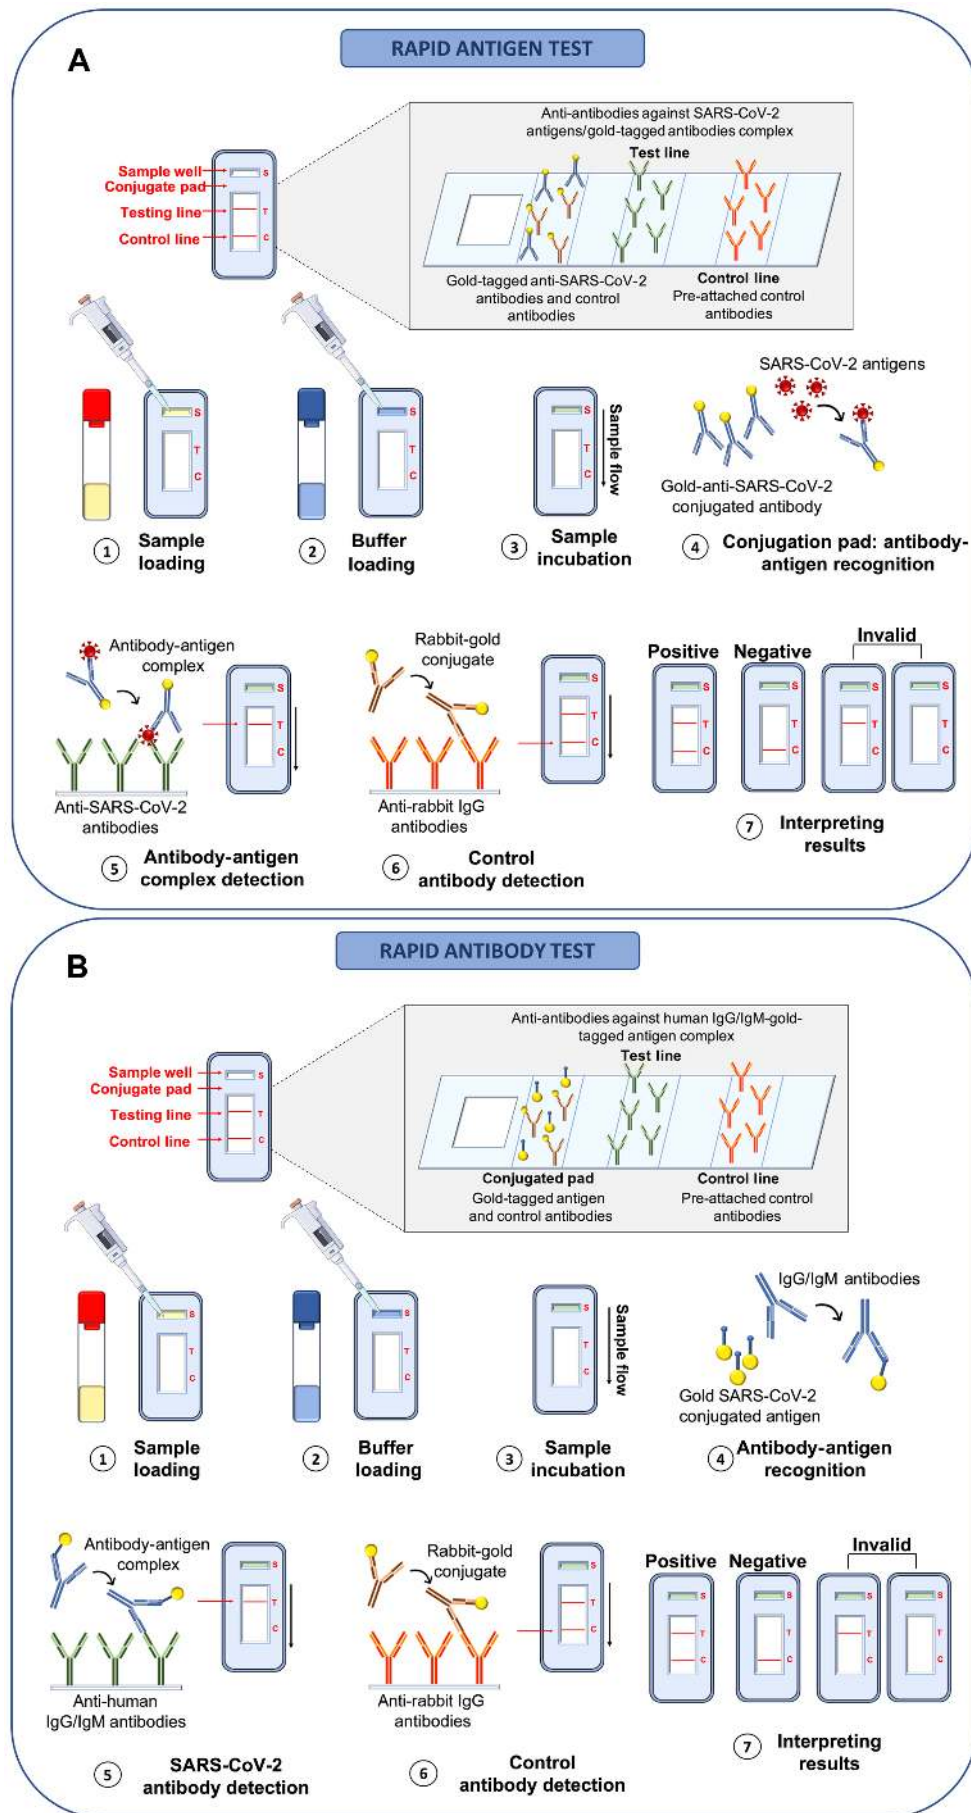 A
RAPID ANTIGEN TEST
Anti-antibodies against SARS-CoV-2
antigens/gold-tagged antibodies complex
Test line
Sample well
Conjugate pad
Testing line
Control line
S
T
C
Gold-tagged anti-SARS-CoV-2
antibodies and control
antibodies
Control line
Pre-attached control
antibodies
S
T
C
S
T
C
S
T
C
Sample flow
SARS-CoV-2 antigens
Gold-anti-SARS-CoV-2
conjugated antibody
1 Sample
loading
2 Buffer
loading
3 Sample
incubation
4 Conjugation pad: antibody-
antigen recognition
Antibody-antigen
complex
S
T
C
Anti-SARS-CoV-2
antibodies
5 Antibody-antigen
complex detection
Rabbit-gold
conjugate
S
T
C
Anti-rabbit IgG
antibodies
6 Control
antibody detection
Invalid
Positive Negative
S S S S
T T T T
C C C C
7 Interpreting
results
B
RAPID ANTIBODY TEST
Anti-antibodies against human IgG/IgM-gold-
tagged antigen complex
Test line
Sample well
Conjugate pad
Testing line
Control line
S
T
C
Conjugated pad
Gold-tagged antigen
and control antibodies
Control line
Pre-attached control
antibodies
S
T
C
S
T
C
S
T
C
Sample flow
IgG/IgM antibodies
Gold SARS-CoV-2
conjugated antigen
1 Sample
loading
2 Buffer
loading
3 Sample
incubation
4 Antibody-antigen
recognition
Antibody-antigen
complex
S
T
C
Anti-human
IgG/IgM antibodies
5 SARS-CoV-2
antibody detection
Rabbit-gold
conjugate
S
T
C
Anti-rabbit IgG
antibodies
6 Control
antibody detection
Invalid
Positive Negative
S S S S
T T T T
C C C C
7 Interpreting
results